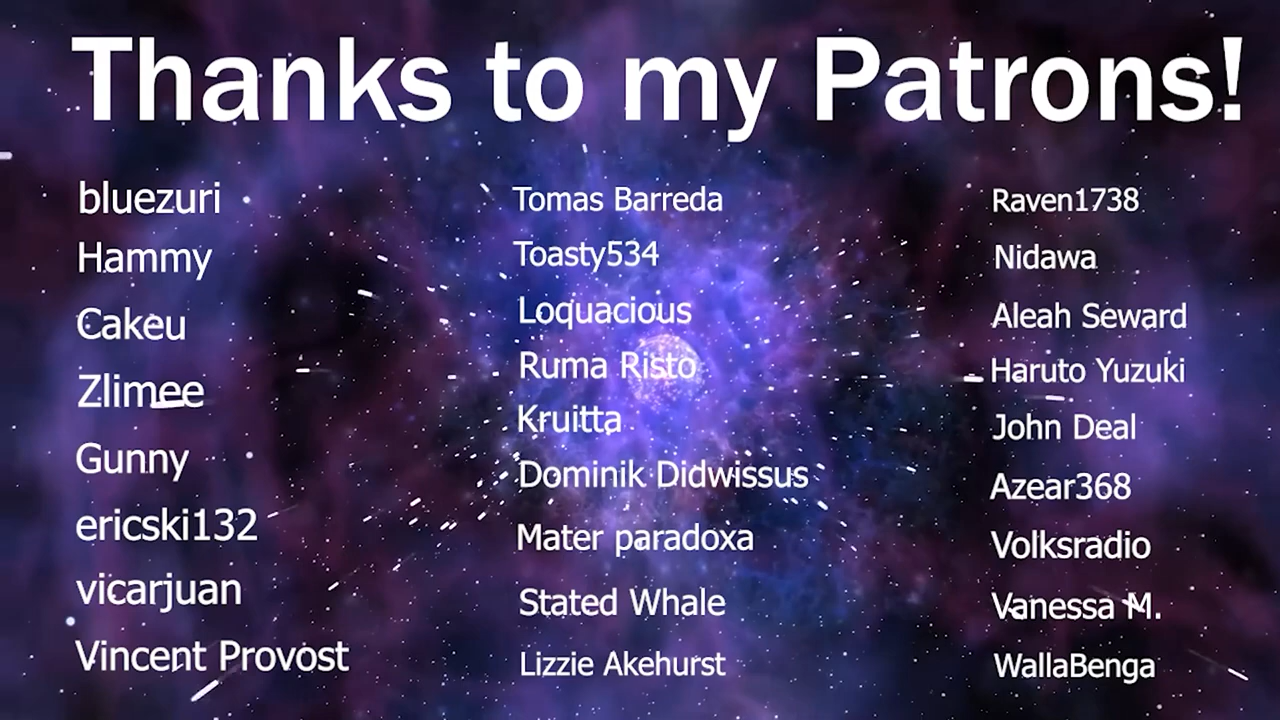 Thanks to my Patrons!
bluezuri
Hammy
Cakeu
Zlimee
Gunny
ericski132
vicarjuan
Vincent Provost
Tomas Barreda
Toasty534
Loquacious
Ruma Risto
Kruitta
Dominik Didwissus
Mater paradoxa
Stated Whale
Lizzie Akehurst
Raven1738
Nidawa
Aleah Seward
Haruto Yuzuki
John Deal
Azear368
Volksradio
Vanessa M.
WallaBenga